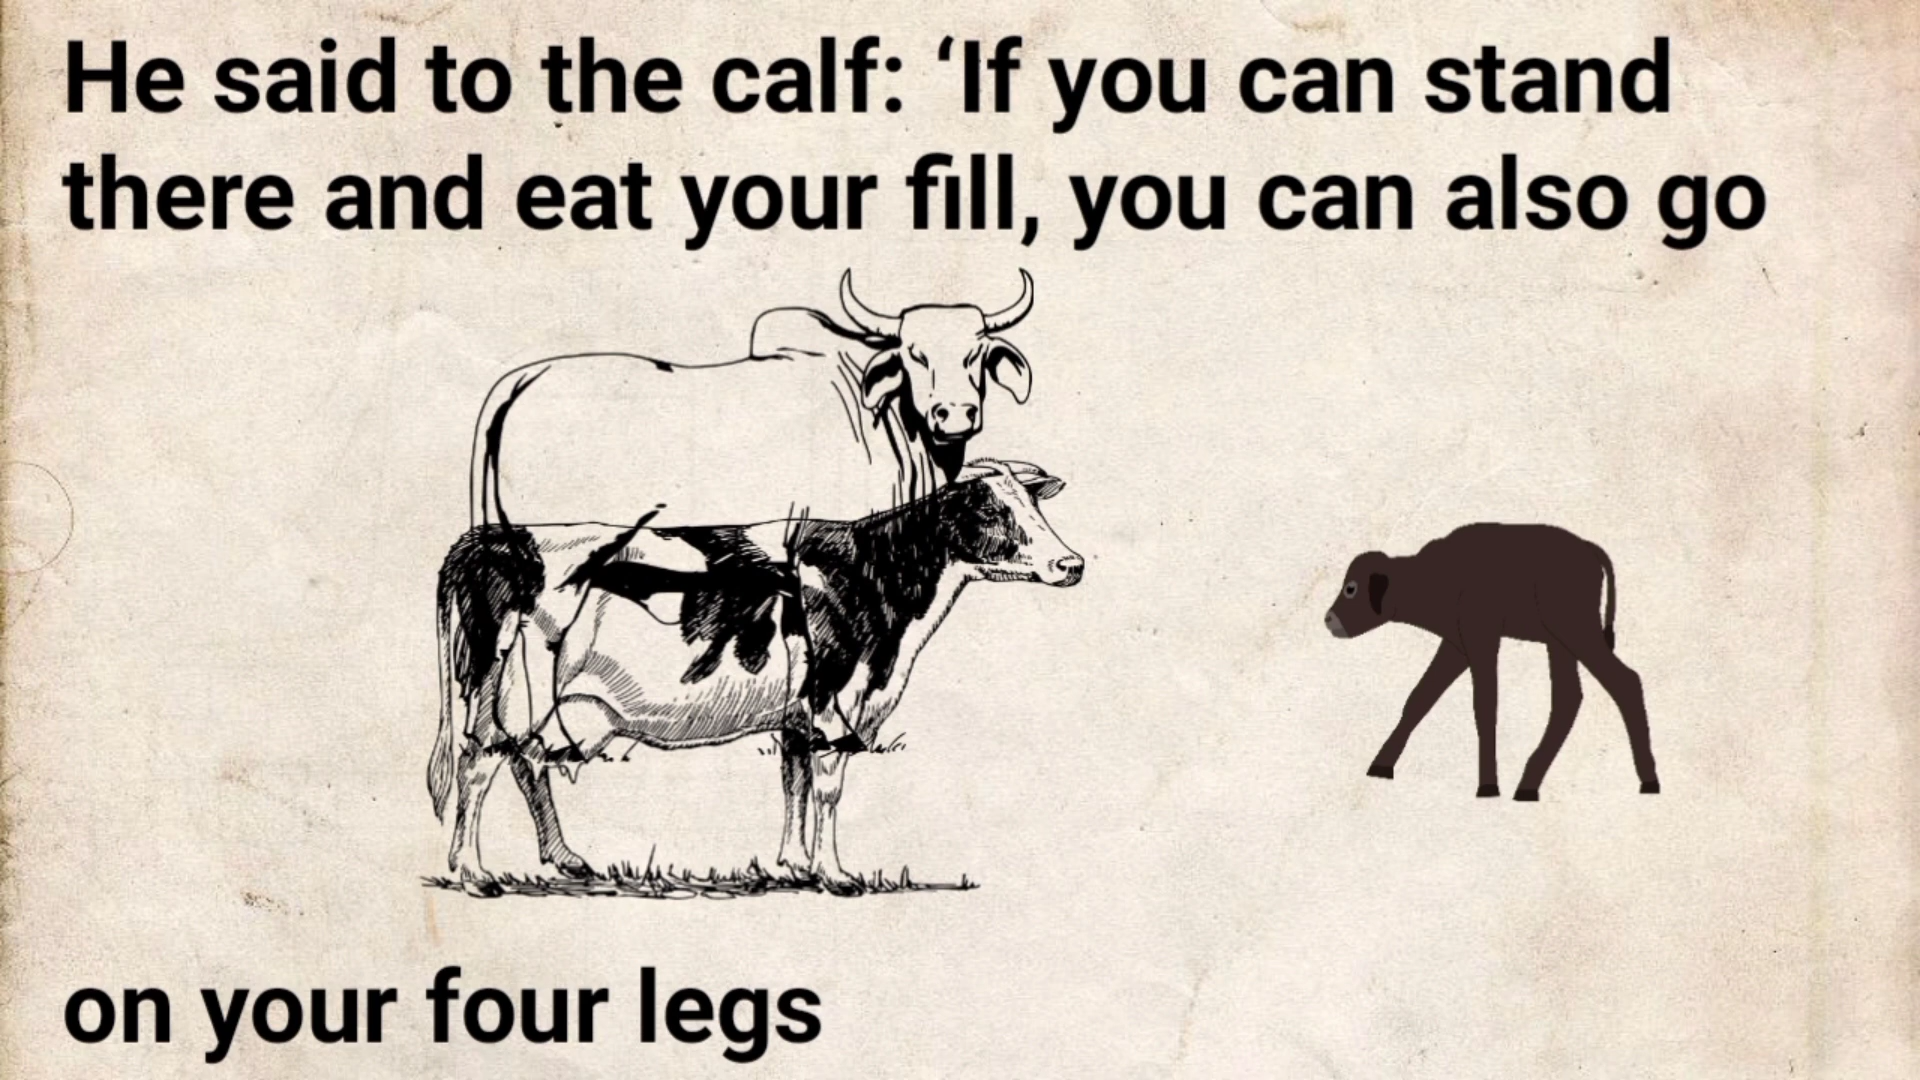 He said to the calf: ‘If you can stand
there and eat your fill, you can also go
on your four legs